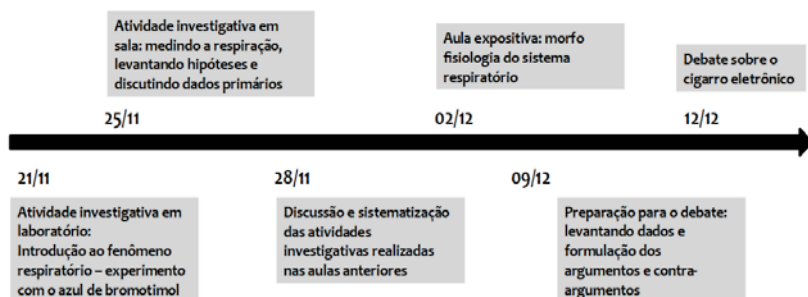 Atividade investigativa em
sala: medindo a respiração,
levantando hipóteses e
discutindo dados primários
Aula expositiva: morfo
fisiologia do sistema
respiratório
Debate sobre o
cigarro eletrônico
25/11
02/12
12/12
21/11
28/11
09/12
Atividade investigativa em
laboratório:
Introdução ao fenômeno
respiratório – experimento
com o azul de bromotimol
Discussão e sistematização
das atividades
investigativas realizadas
nas aulas anteriores
Preparação para o debate:
levantando dados e
formulação dos
argumentos e contra-
argumentos